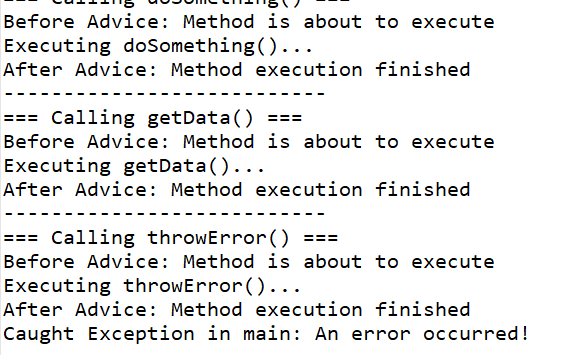 === Calling doSomething() ===
Before Advice: Method is about to execute
Executing doSomething()...
After Advice: Method execution finished
---------------------------
=== Calling getData() ===
Before Advice: Method is about to execute
Executing getData()...
After Advice: Method execution finished
---------------------------
=== Calling throwError() ===
Before Advice: Method is about to execute
Executing throwError()...
After Advice: Method execution finished
Caught Exception in main: An error occurred!